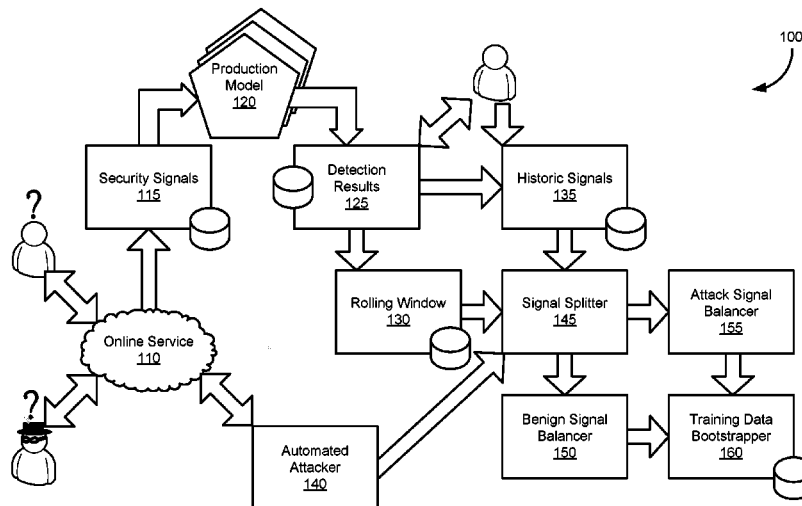 100
Production
Model
120
Security Signals
115
Detection
Results
125
Historic Signals
135
?
Rolling Window
130
Signal Splitter
145
Attack Signal
Balancer
155
Online Service
110
?
Automated
Attacker
140
Benign Signal
Balancer
150
Training Data
Bootstrapper
160